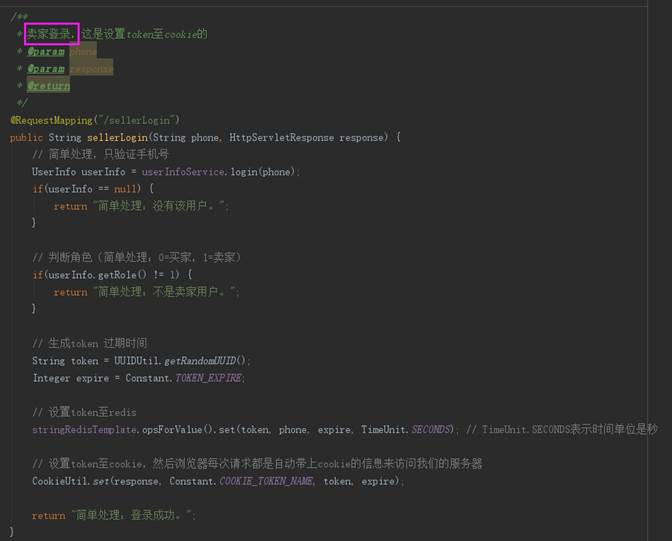 /**
* 卖家登录，这是设置token至cookie的
* @param phone
* @param response
* @return
*/
@RequestMapping("/sellerLogin")
public String sellerLogin(String phone, HttpServletResponse response) {
// 简单处理，只验证手机号
UserInfo userInfo = userInfoService.login(phone);
if(userInfo == null) {
return "简单处理：没有该用户。";
}
// 判断角色（简单处理：0=买家，1=卖家）
if(userInfo.getRole() != 1) {
return "简单处理：不是卖家用户。";
}
// 生成token 过期时间
String token = UUIDUtil.getRandomUUID();
Integer expire = Constant.TOKEN_EXPIRE;
// 设置token至redis
stringRedisTemplate.opsForValue().set(token, phone, expire, TimeUnit.SECONDS); // TimeUnit.SECONDS表示时间单位是秒
// 设置token至cookie，然后浏览器每次请求都是自动带上cookie的信息来访问我们的服务器
CookieUtil.set(response, Constant.COOKIE_TOKEN_NAME, token, expire);
return "简单处理：登录成功。";
}